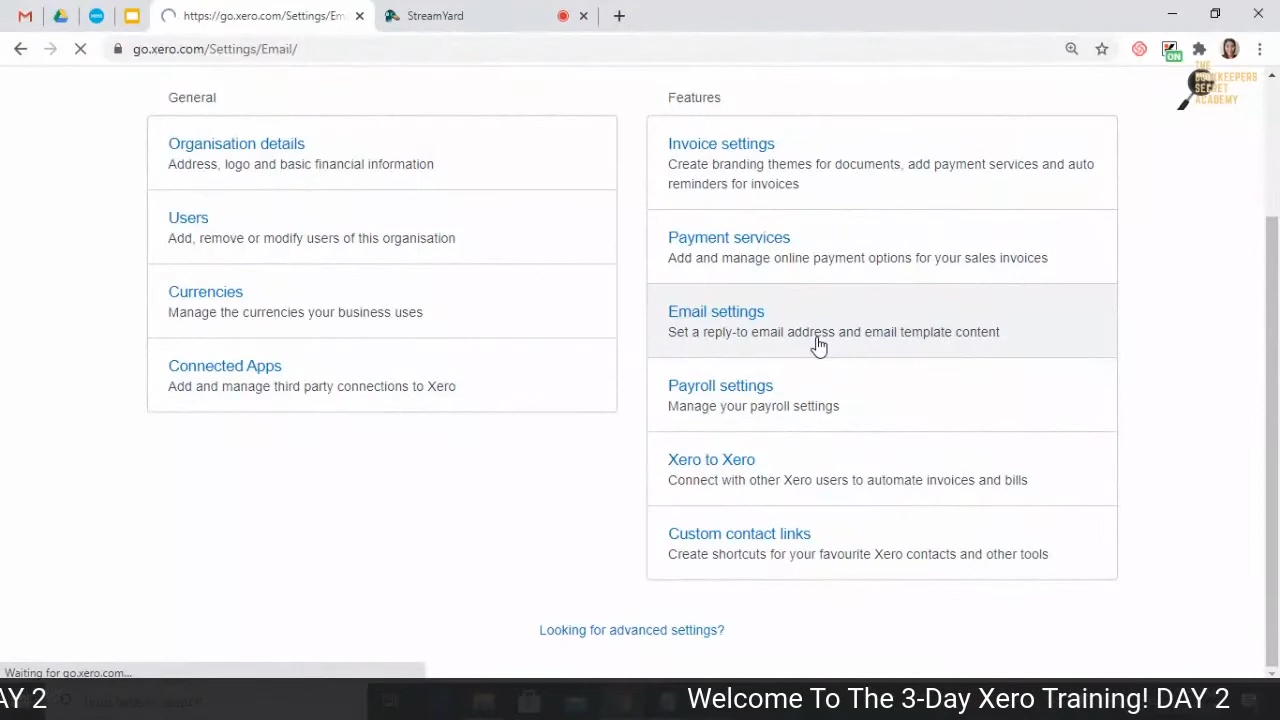 https://go.xero.com/Settings/Em
StreamYard
go.xero.com/Settings/Email/
ON
THE
BOOKKEEPERS
SECRET
ACADEMY
General
Organisation details
Address, logo and basic financial information
Users
Add, remove or modify users of this organisation
Currencies
Manage the currencies your business uses
Connected Apps
Add and manage third party connections to Xero
Features
Invoice settings
Create branding themes for documents, add payment services and auto
reminders for invoices
Payment services
Add and manage online payment options for your sales invoices
Email settings
Set a reply-to email address and email template content
Payroll settings
Manage your payroll settings
Xero to Xero
Connect with other Xero users to automate invoices and bills
Custom contact links
Create shortcuts for your favourite Xero contacts and other tools
Looking for advanced settings?
Waiting for go.xero.com...
AY 2
Welcome To The 3-Day Xero Training! DAY 2